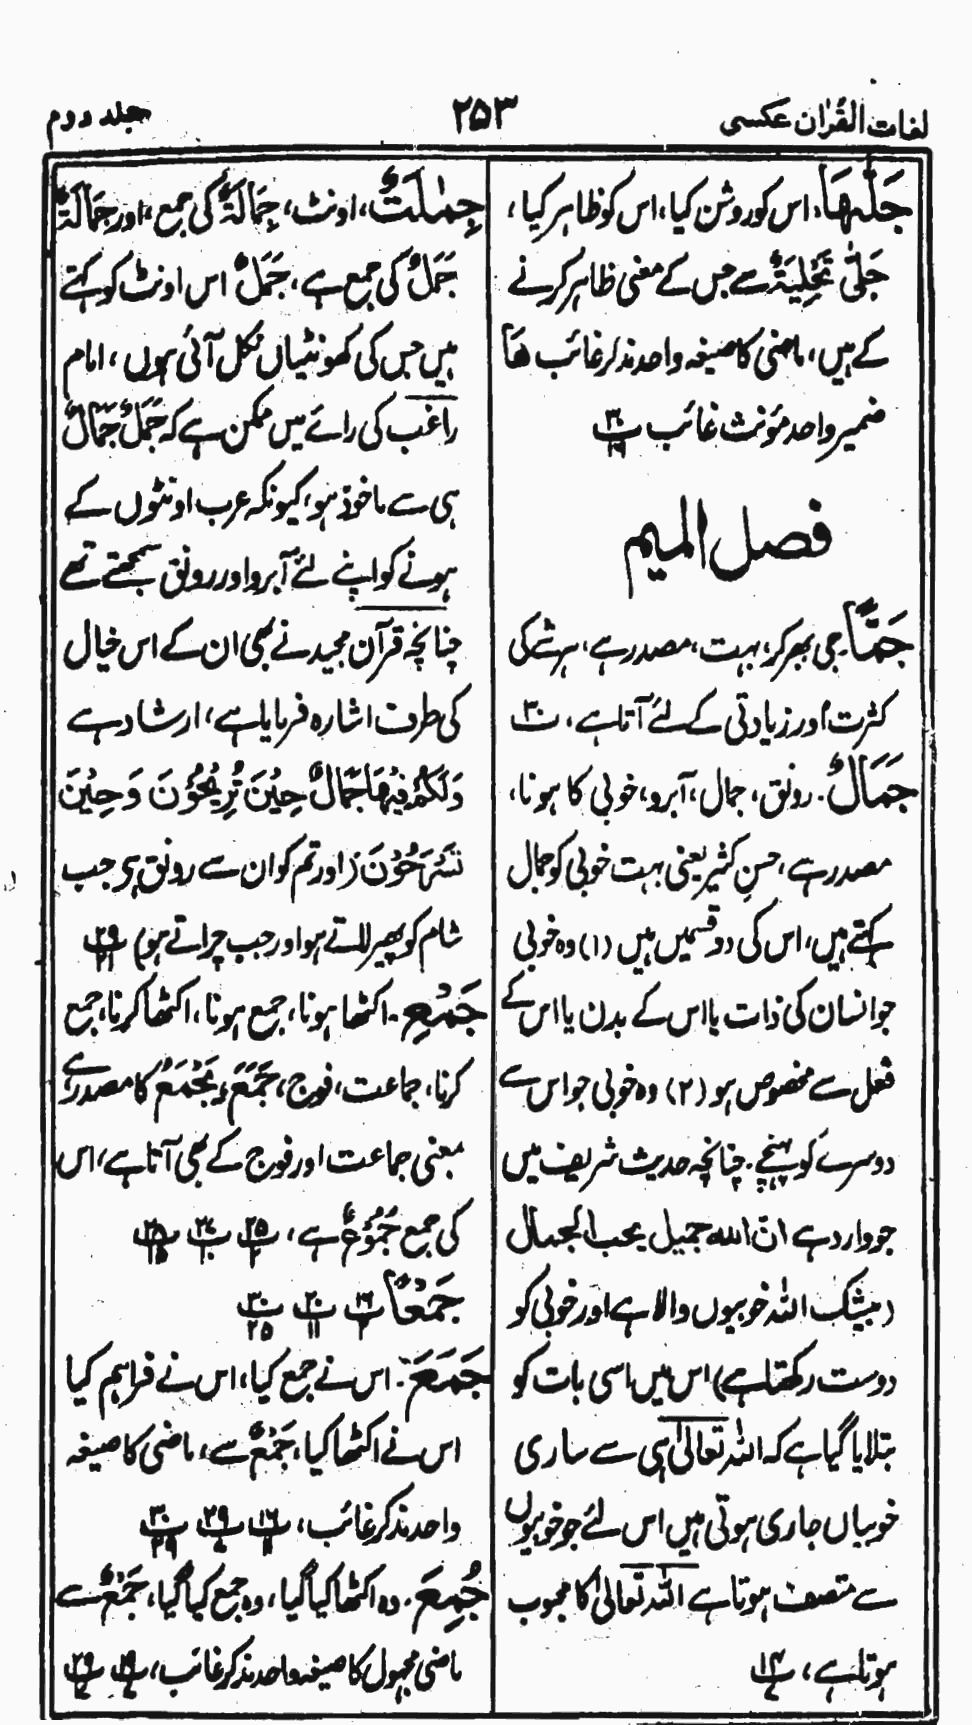 لغات القرآن عکسی
۲۵۳
جلد دوم
جَلّٰىهَا، اس کو روشن کیا، اس کو ظاہر کیا،
جَلّٰی تَجْلِیَۃٌ سے جس کے معنی ظاہر کرنے
کے ہیں، ماضی کا صیغہ واحد مذکر غائب ھَا
ضمیر واحد مؤنث غائب پ ۳۰
فصل المیم
جَمًّا۔ جی بھر کر، بہت، مصدر ہے، ہر شے کی
کثرت اور زیادتی کے لئے آتا ہے، پ ۳۰
جَمَالٌ۔ رونق، جمال، آبرو، خوبی کا ہونا،
مصدر ہے، حسنِ کثیر یعنی بہت خوبی کو جمال
کہتے ہیں، اس کی دو قسمیں ہیں (۱) وہ خوبی
جو انسان کی ذات یا اس کے بدن یا اس کے
فعل سے مخصوص ہو (۲) وہ خوبی جو اس سے
دوسرے کو پہنچے۔ چنانچہ حدیث شریف میں
جو وارد ہے انّ اللہ جمیل یحب الجمال
(بیشک اللہ خوبیوں والا ہے اور خوبی کو
دوست رکھتا ہے) اس میں اسی بات کو
بتلایا گیا ہے کہ اللہ تعالیٰ ہی سے ساری
خوبیاں جاری ہوتی ہیں اس لئے جو خوبیوں
سے متصف ہوتا ہے اللہ تعالیٰ کا محبوب
ہوتا ہے، پ ۱۴
جِمٰلَتٌ، اونٹ، جِمَالَۃٌ کی جمع، اور جِمَالَۃٌ
جَمَلٌ کی جمع ہے، جَمَلٌ اس اونٹ کو کہتے
ہیں جس کی کھونٹیاں نکل آئی ہوں، امام
راغب کی رائے میں ممکن ہے کہ جَمَلٌ جَمَالٌ
ہی سے ماخوذ ہو، کیونکہ عرب اونٹوں کے
ہونے کو اپنے لئے آبرو اور رونق سمجھتے تھے
چنانچہ قرآن مجید نے بھی ان کے اس خیال
کی طرف اشارہ فرمایا ہے، ارشاد ہے
وَلَکُمْ فِیْهَا جَمَالٌ حِیْنَ تُرِیْحُوْنَ وَحِیْنَ
تَسْرَحُوْنَ (اور تم کو ان سے رونق ہے جب
شام کو پھیر لاتے ہو اور جب چراتے ہو) پ ۲۹
جَمْعِ۔ اکٹھا ہونا، جمع ہونا، اکٹھا کرنا، جمع
کرنا، جماعت، فوج، جَمَعَ یَجْمَعُ کا مصدر ہے
بمعنی جماعت اور فوج کے بھی آتا ہے، اس
کی جمع جُمُوْعٌ ہے، پ ۲۵
جَمْعًا پ ۱۶ پ ۲۰ ۱۱ پ ۳۰ ۲۵
جَمَعَ۔ اس نے جمع کیا، اس نے فراہم کیا
اس نے اکٹھا کیا، جَمْعٌ سے، ماضی کا صیغہ
واحد مذکر غائب، پ ۱۶ پ ۲۹ پ ۳۰ ۲۹
جُمِعَ۔ وہ اکٹھا کیا گیا، وہ جمع کیا گیا، جَمْعٌ سے
ماضی مجہول کا صیغہ واحد مذکر غائب، پ ۱۹ پ ۲۹